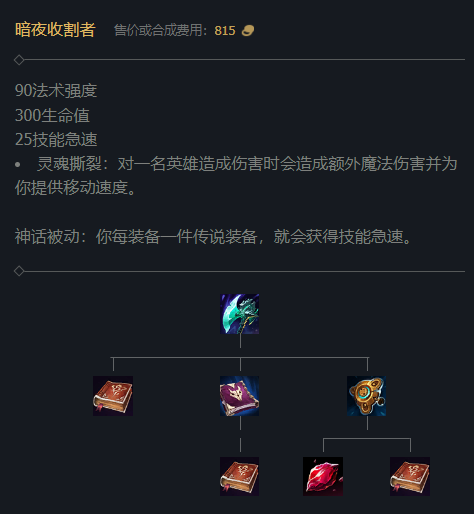 暗夜收割者 售价或合成费用：815
90法术强度
300生命值
25技能急速
• 灵魂撕裂：对一名英雄造成伤害时会造成额外魔法伤害并为
你提供移动速度。
神话被动：你每装备一件传说装备，就会获得技能急速。